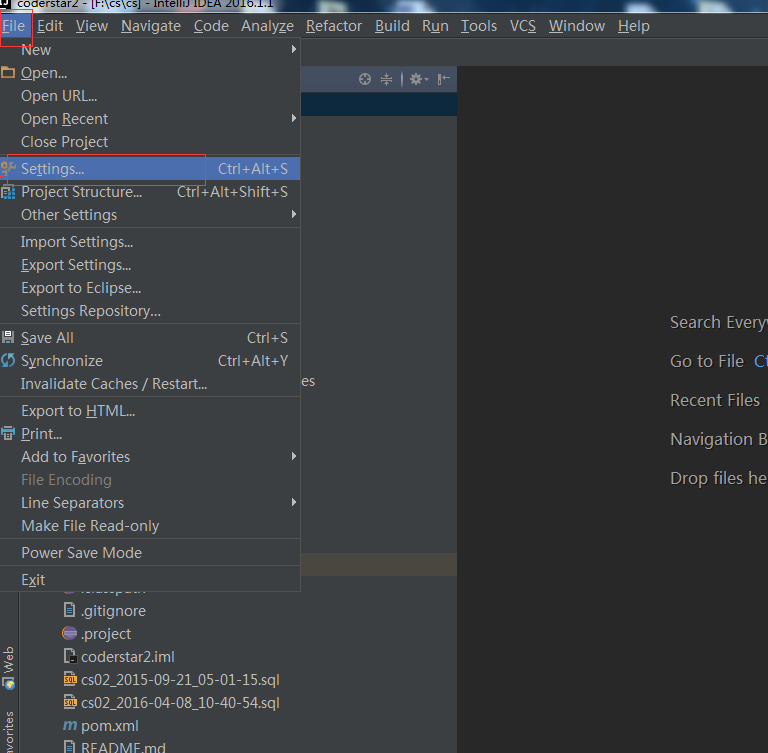 coderstar2 - [F:\cs\cs] - IntelliJ IDEA 2016.1.1
File Edit View Navigate Code Analyze Refactor Build Run Tools VCS Window Help
New
Open...
Open URL...
Open Recent
Close Project
Settings... Ctrl+Alt+S
Project Structure... Ctrl+Alt+Shift+S
Other Settings
Import Settings...
Export Settings...
Export to Eclipse...
Settings Repository...
Save All Ctrl+S
Synchronize Ctrl+Alt+Y
Invalidate Caches / Restart...
es
Export to HTML...
Print...
Add to Favorites
File Encoding
Line Separators
Make File Read-only
Power Save Mode
Exit
.gitignore
.project
coderstar2.iml
cs02_2015-09-21_05-01-15.sql
cs02_2016-04-08_10-40-54.sql
pom.xml
README.md
Web
avorites
Search Every
Go to File Ct
Recent Files
Navigation B
Drop files he